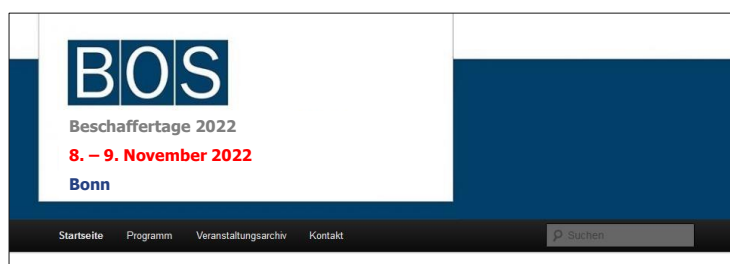 BOS
Beschaffertage 2022
8. – 9. November 2022
Bonn
Startseite Programm Veranstaltungsarchiv Kontakt Suchen